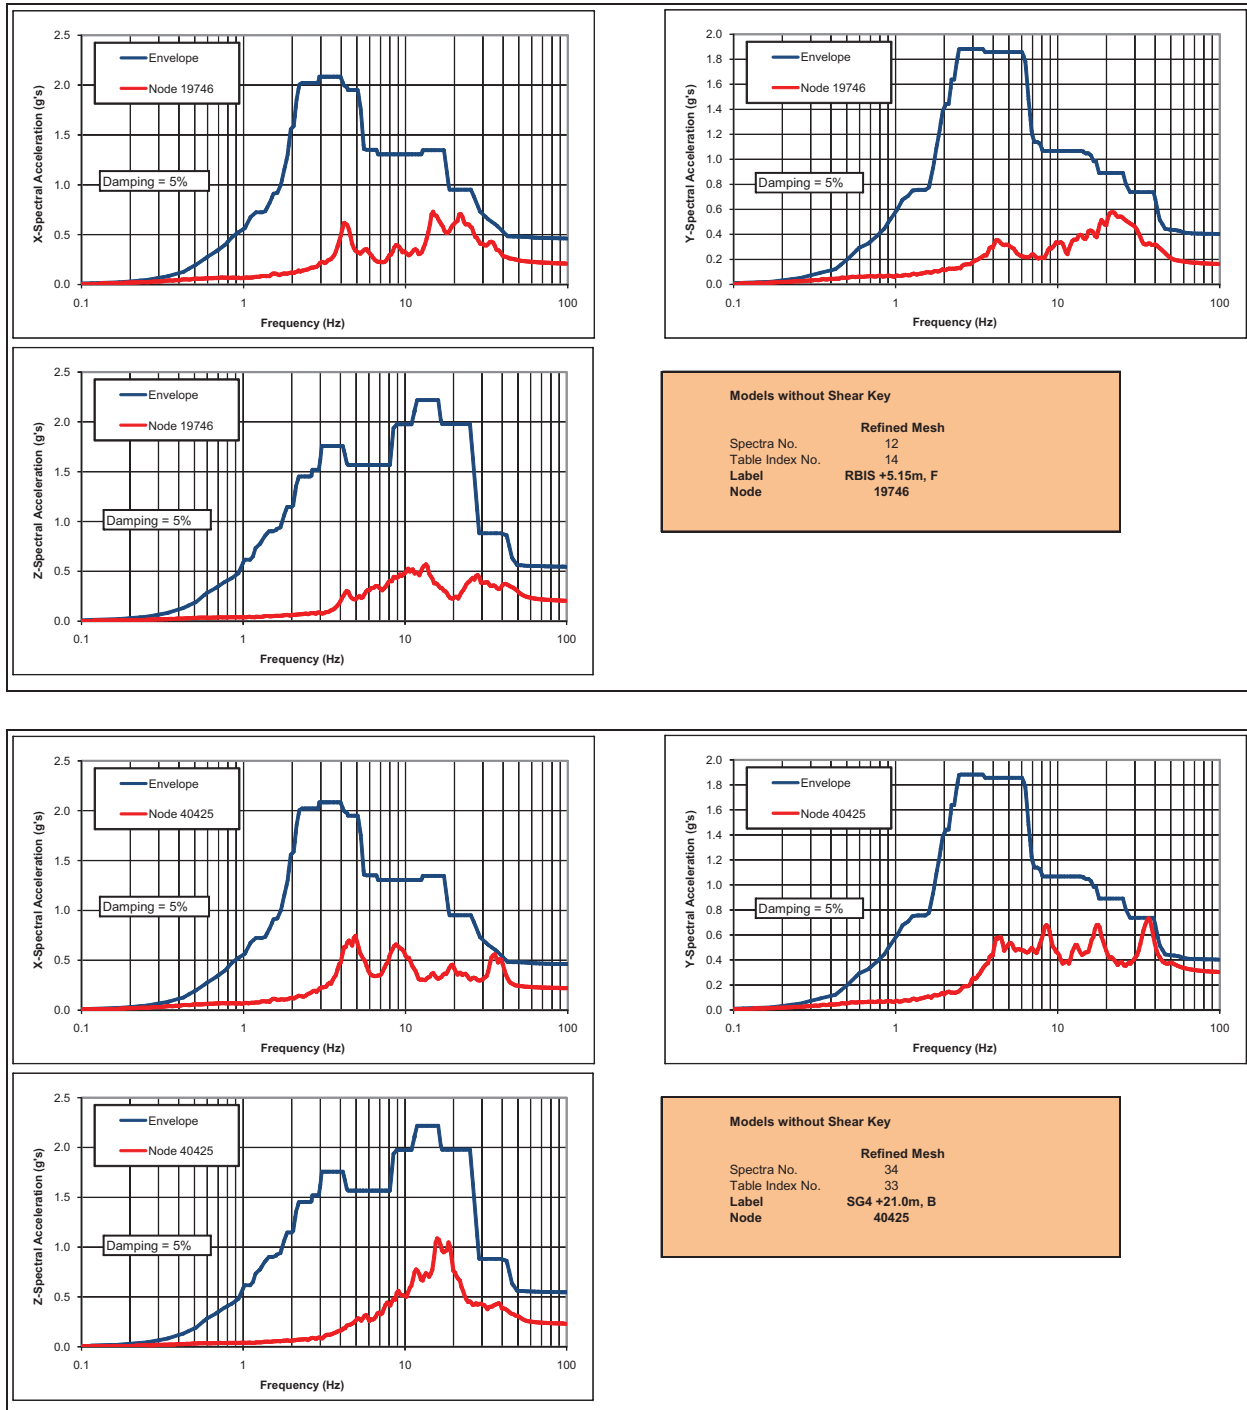 2.5
2.0
1.5
1.0
0.5
0.0
X-Spectral Acceleration (g's)
Envelope
Node 19746
Damping = 5%
0.1 1 10 100
Frequency (Hz)
2.0
1.8
1.6
1.4
1.2
1.0
0.8
0.6
0.4
0.2
0.0
Y-Spectral Acceleration (g's)
Envelope
Node 19746
Damping = 5%
0.1 1 10 100
Frequency (Hz)
2.5
2.0
1.5
1.0
0.5
0.0
Z-Spectral Acceleration (g's)
Envelope
Node 19746
Damping = 5%
0.1 1 10 100
Frequency (Hz)
Models without Shear Key
Refined Mesh
Spectra No. 12
Table Index No. 14
Label RBIS +5.15m, F
Node 19746
2.5
2.0
1.5
1.0
0.5
0.0
X-Spectral Acceleration (g's)
Envelope
Node 40425
Damping = 5%
0.1 1 10 100
Frequency (Hz)
2.0
1.8
1.6
1.4
1.2
1.0
0.8
0.6
0.4
0.2
0.0
Y-Spectral Acceleration (g's)
Envelope
Node 40425
Damping = 5%
0.1 1 10 100
Frequency (Hz)
2.5
2.0
1.5
1.0
0.5
0.0
Z-Spectral Acceleration (g's)
Envelope
Node 40425
Damping = 5%
0.1 1 10 100
Frequency (Hz)
Models without Shear Key
Refined Mesh
Spectra No. 34
Table Index No. 33
Label SG4 +21.0m, B
Node 40425